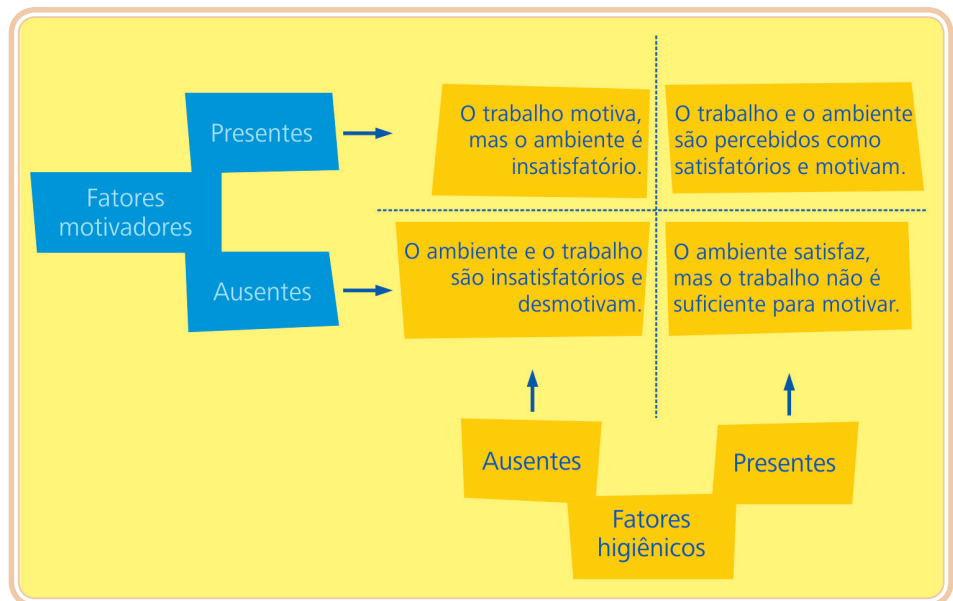 Presentes
Fatores
motivadores
Ausentes
O trabalho motiva,
mas o ambiente é
insatisfatório.
O trabalho e o ambiente
são percebidos como
satisfatórios e motivam.
O ambiente e o trabalho
são insatisfatórios e
desmotivam.
O ambiente satisfaz,
mas o trabalho não é
suficiente para motivar.
Ausentes
Presentes
Fatores
higiênicos